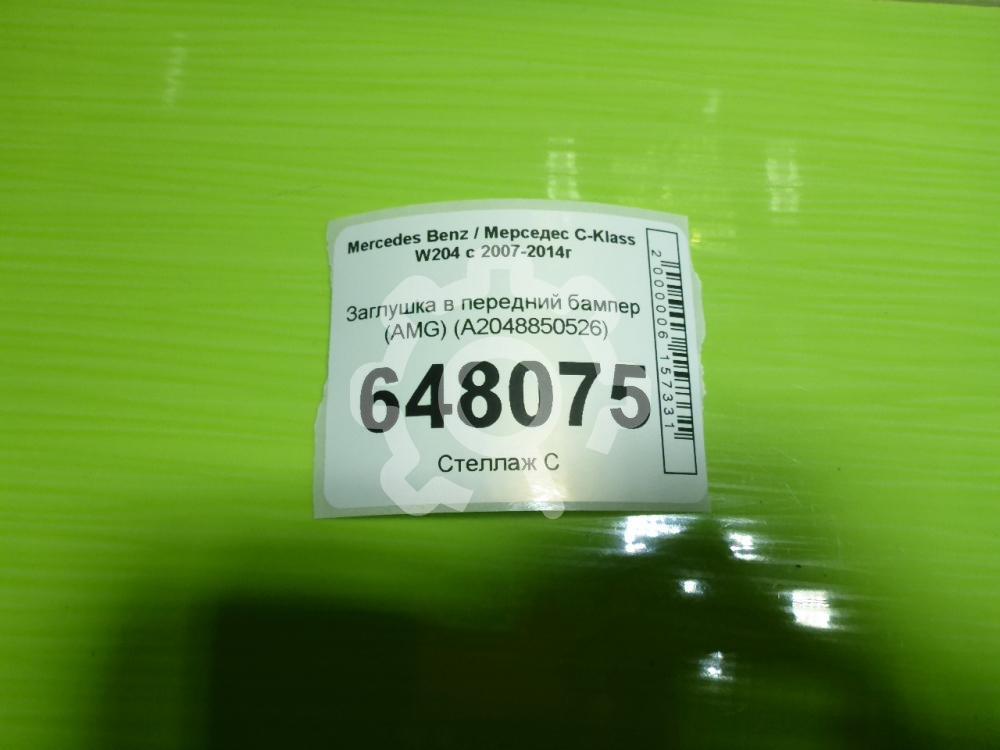 Mercedes Benz / Мерседес C-Klass
W204 с 2007-2014г
Заглушка в передний бампер
(AMG) (A2048850526)
648075
Стеллаж С
2000006157331